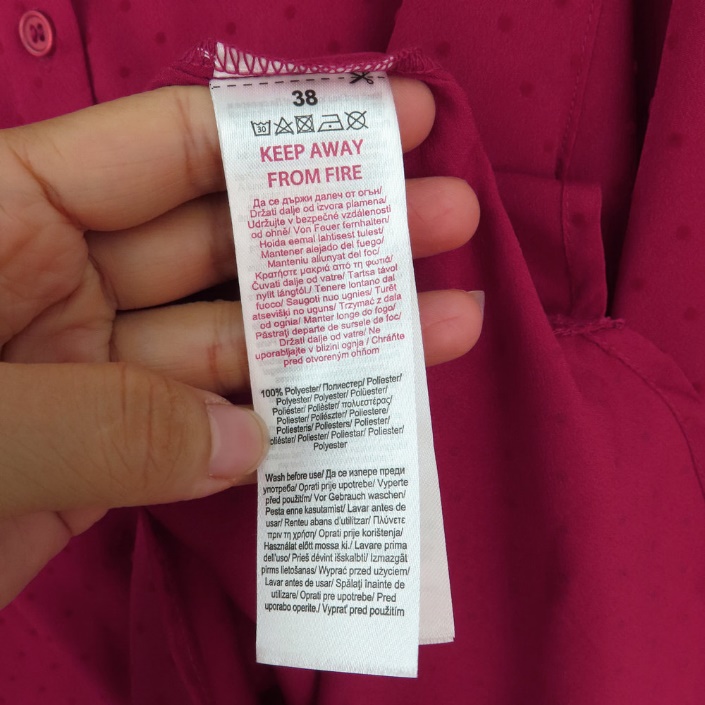 38
30
KEEP AWAY
FROM FIRE
Да се държи далеч от огън/
Držati dalje od izvora plamena/
Udržujte v bezpečné vzdálenosti
od ohně/ Von Feuer fernhalten/
Hoida eemal lahtisest tulest/
Mantener alejado del fuego/
Manteniu allunyat del foc/
Κρατήστε μακριά από τη φωτιά/
Čuvati dalje od vatre/ Tartsa távol
nyílt lángtól./ Tenere lontano dal
fuoco/ Saugoti nuo ugnies/ Turēt
atsevišķi no uguns/ Trzymać z dala
od ognia/ Manter longe do fogo/
Păstrați departe de sursele de foc/
Držati dalje od vatre/ Ne
uporabljajte v blizini ognja / Chráňte
pred otvoreným ohňom
100% Polyester/ Полиестер/ Poliester/
Polyester/ Polyester/ Polüester/
Poliéster/ Polièster/ πολυεστέρας/
Poliester/ Poliészter/ Poliestere/
Poliesteris/ Poliesters/ Poliester/
Poliéster/ Poliester/ Poliestar/ Poliester/
Polyester
Wash before use/ Да се изпере преди
употреба/ Oprati prije upotrebe/ Vyperte
před použitím/ Vor Gebrauch waschen/
Pesta enne kasutamist/ Lavar antes de
usar/ Renteu abans d'utilitzar/ Πλύνετε
πριν τη χρήση/ Oprati prije korištenja/
Használat előtt mossa ki./ Lavare prima
dell'uso/ Prieš dėvint išskalbti/ Izmazgāt
pirms lietošanas/ Wyprać przed użyciem/
Lavar antes de usar/ Spălați înainte de
utilizare/ Oprati pre upotrebe/ Pred
uporabo operite./ Vyprať pred použitím